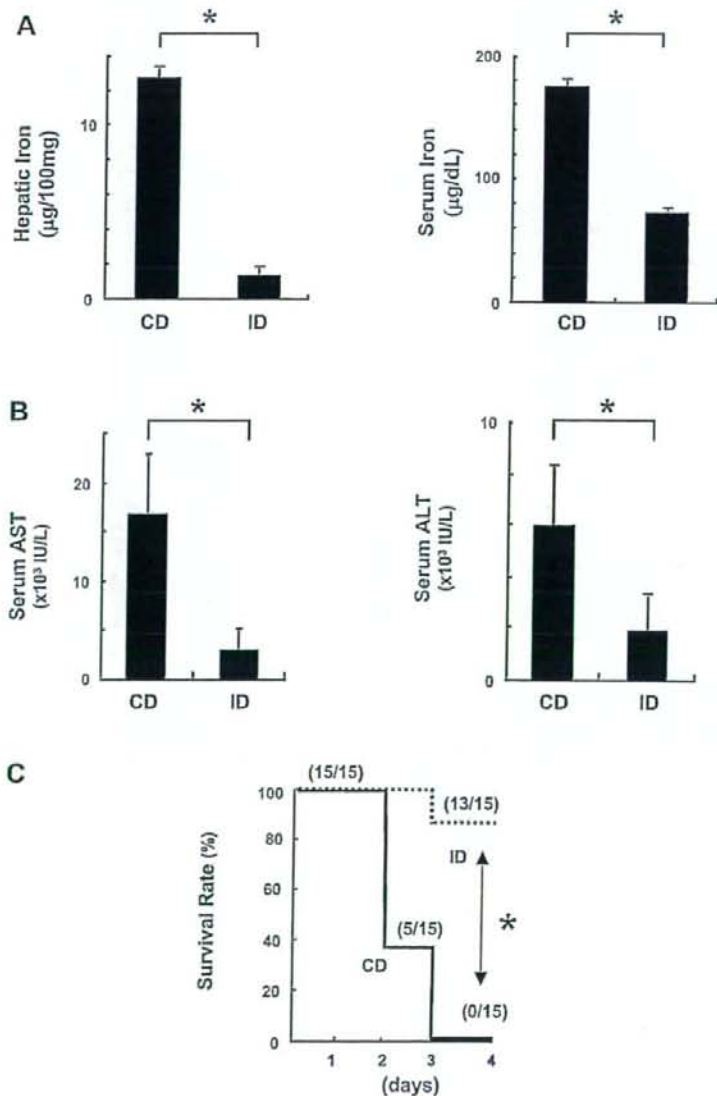 A
*
*
Hepatic Iron
(µg/100mg)
10
0
CD ID
Serum Iron
(µg/dL)
200
100
0
CD ID
B
*
*
Serum AST
(x10³ IU/L)
20
10
0
CD ID
Serum ALT
(x10³ IU/L)
10
0
CD ID
C
Survival Rate (%)
100
80
60
40
20
0
(15/15)
(13/15)
ID
(5/15)
*
CD
(0/15)
1 2 3 4
(days)